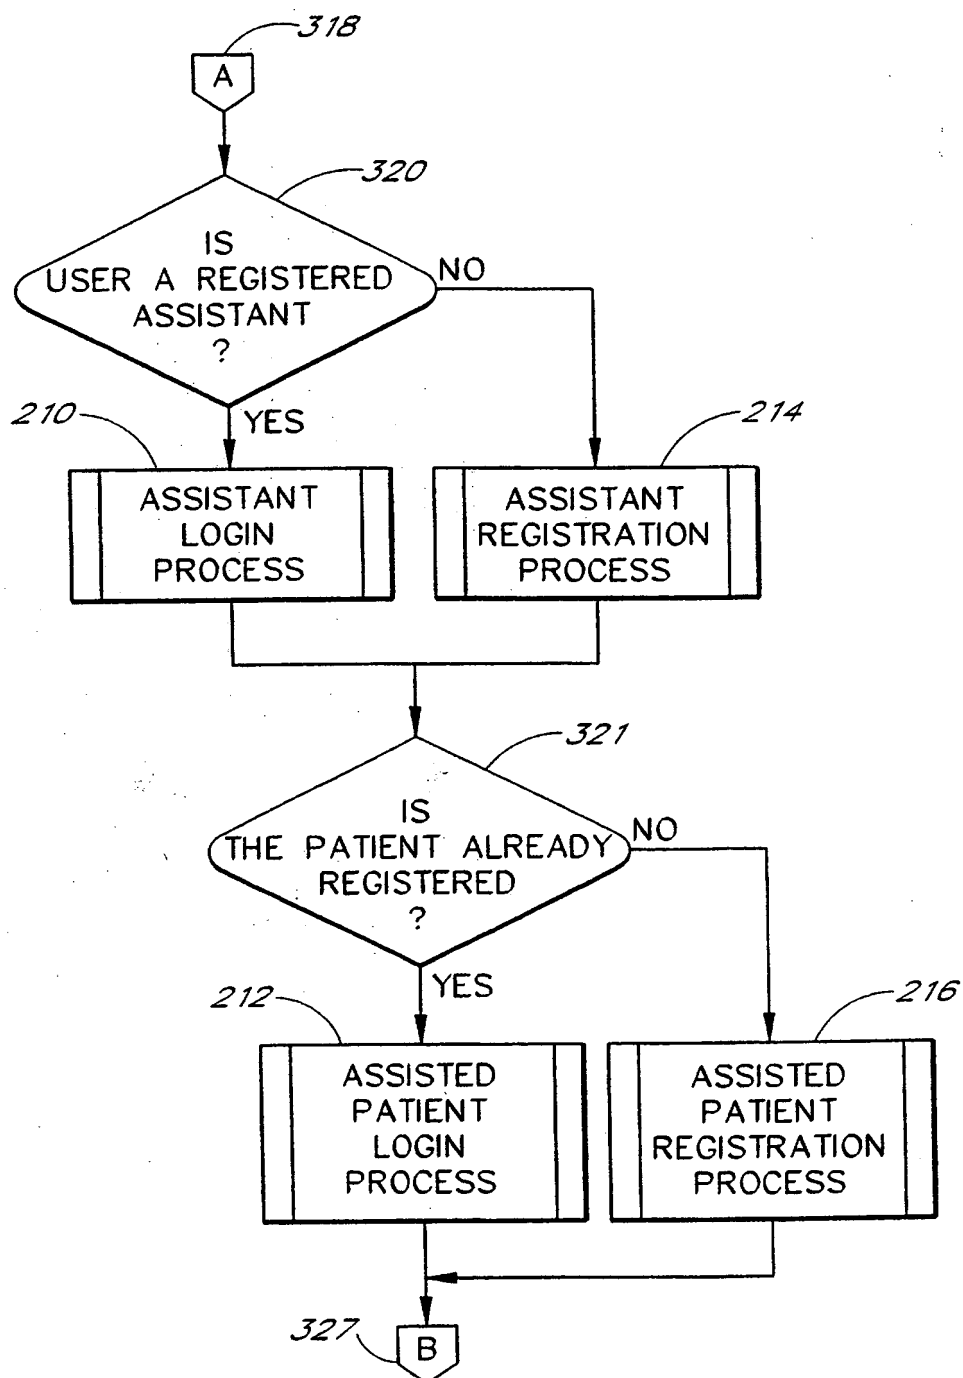 318
A
320
IS
USER A REGISTERED
ASSISTANT
?
NO
YES
210
214
ASSISTANT
LOGIN
PROCESS
ASSISTANT
REGISTRATION
PROCESS
321
IS
THE PATIENT ALREADY
REGISTERED
?
NO
YES
212
216
ASSISTED
PATIENT
LOGIN
PROCESS
ASSISTED
PATIENT
REGISTRATION
PROCESS
327
B